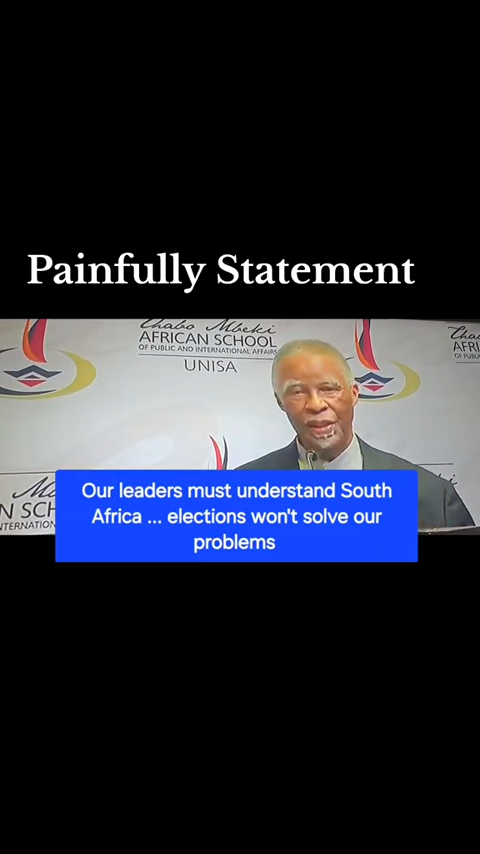 Painfully Statement
Thabo Mbeki
AFRICAN SCHOOL
OF PUBLIC AND INTERNATIONAL AFFAIRS
UNISA
Our leaders must understand South
Africa ... elections won't solve our
problems